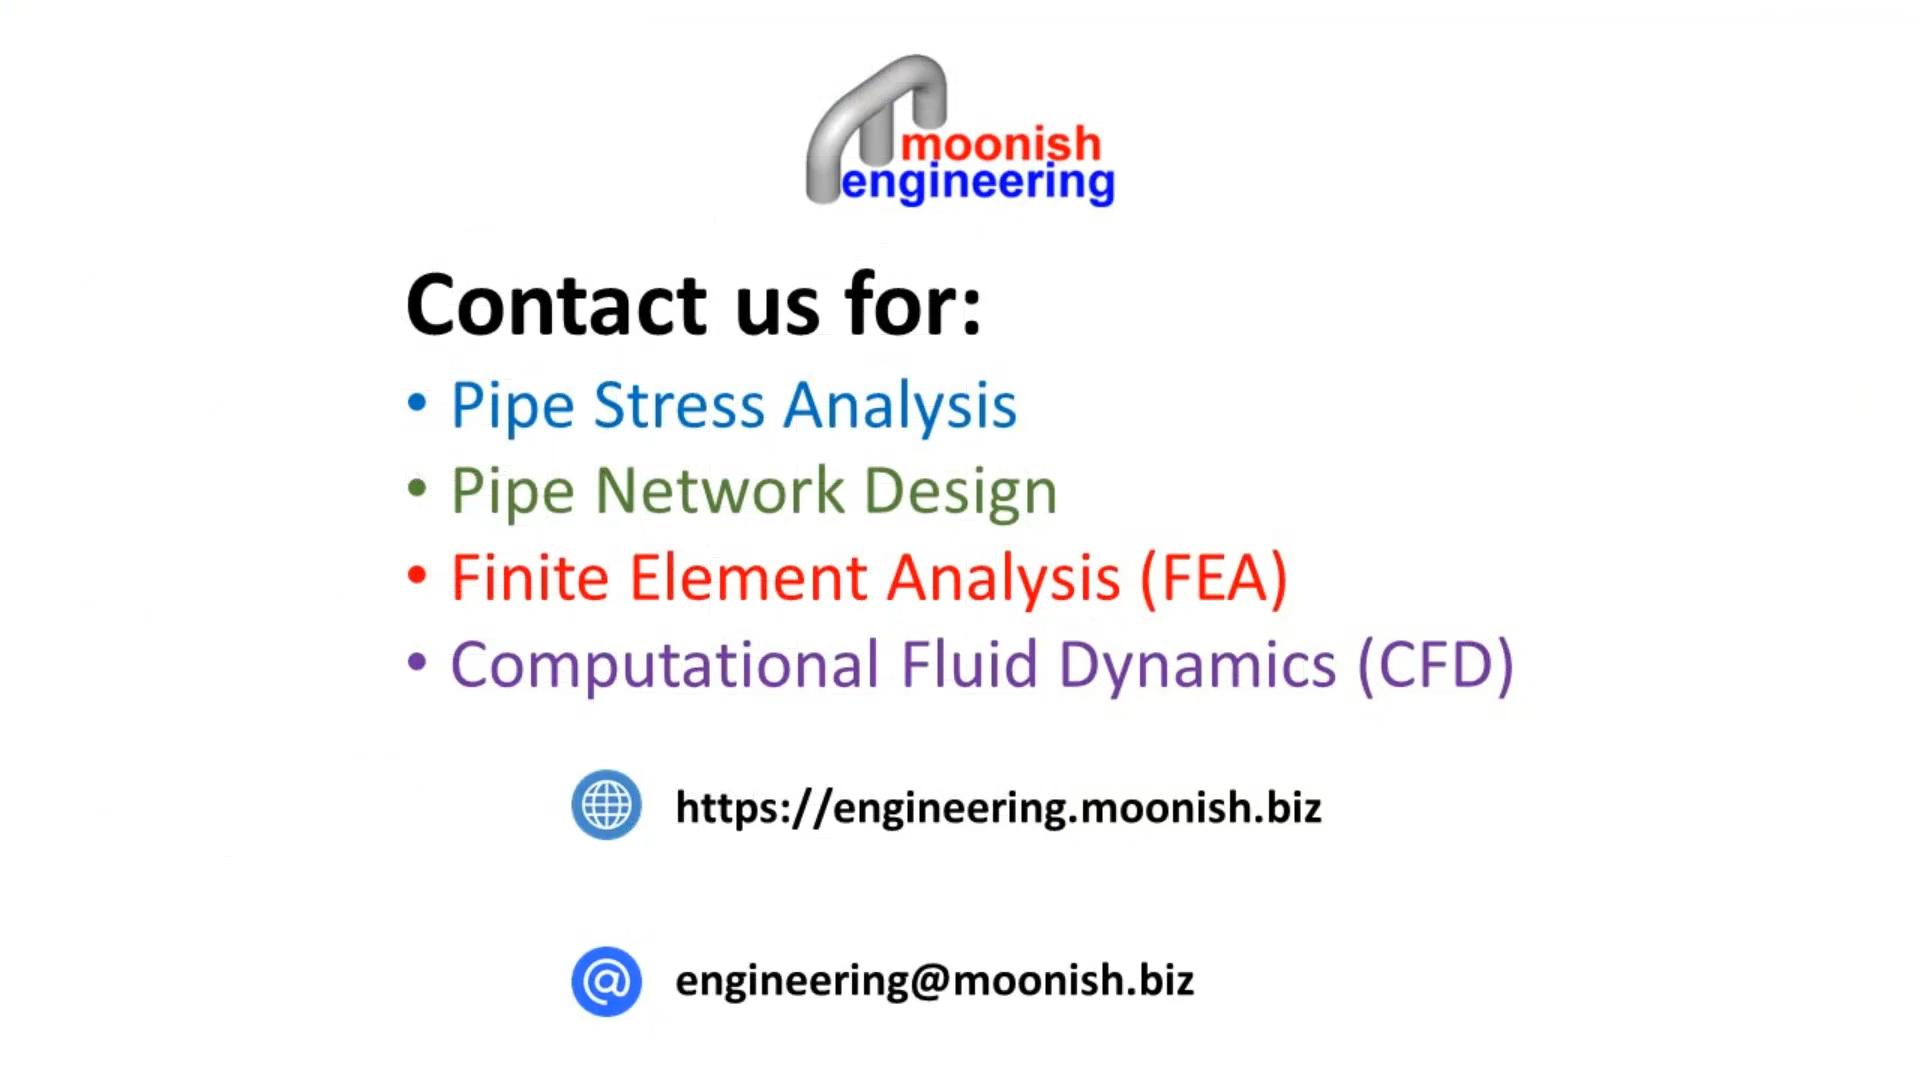 moonish
engineering
Contact us for:
• Pipe Stress Analysis
• Pipe Network Design
• Finite Element Analysis (FEA)
• Computational Fluid Dynamics (CFD)
https://engineering.moonish.biz
engineering@moonish.biz